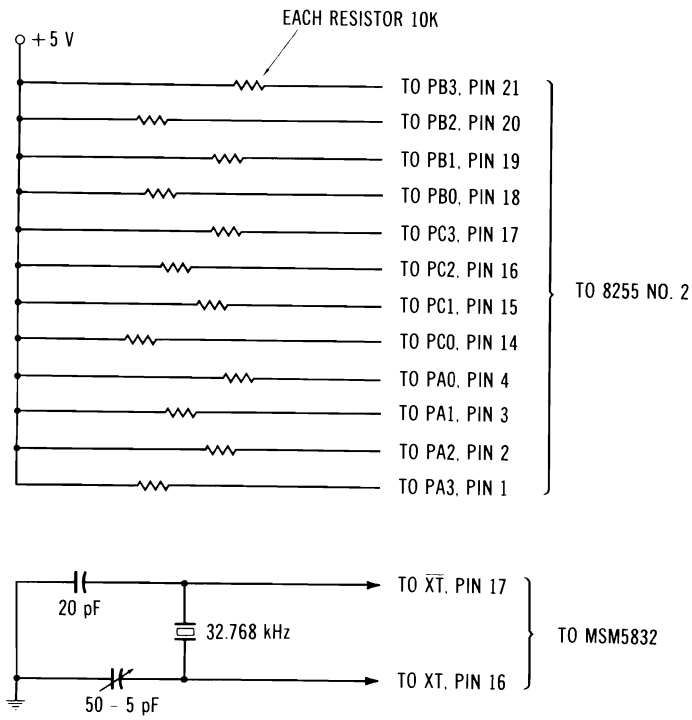 EACH RESISTOR 10K
+5 V
TO PB3, PIN 21
TO PB2, PIN 20
TO PB1, PIN 19
TO PB0, PIN 18
TO PC3, PIN 17
TO PC2, PIN 16
TO PC1, PIN 15
TO PC0, PIN 14
TO PA0, PIN 4
TO PA1, PIN 3
TO PA2, PIN 2
TO PA3, PIN 1
TO 8255 NO. 2
TO X̅T̅, PIN 17
20 pF
32.768 kHz
TO MSM5832
TO XT, PIN 16
50 - 5 pF